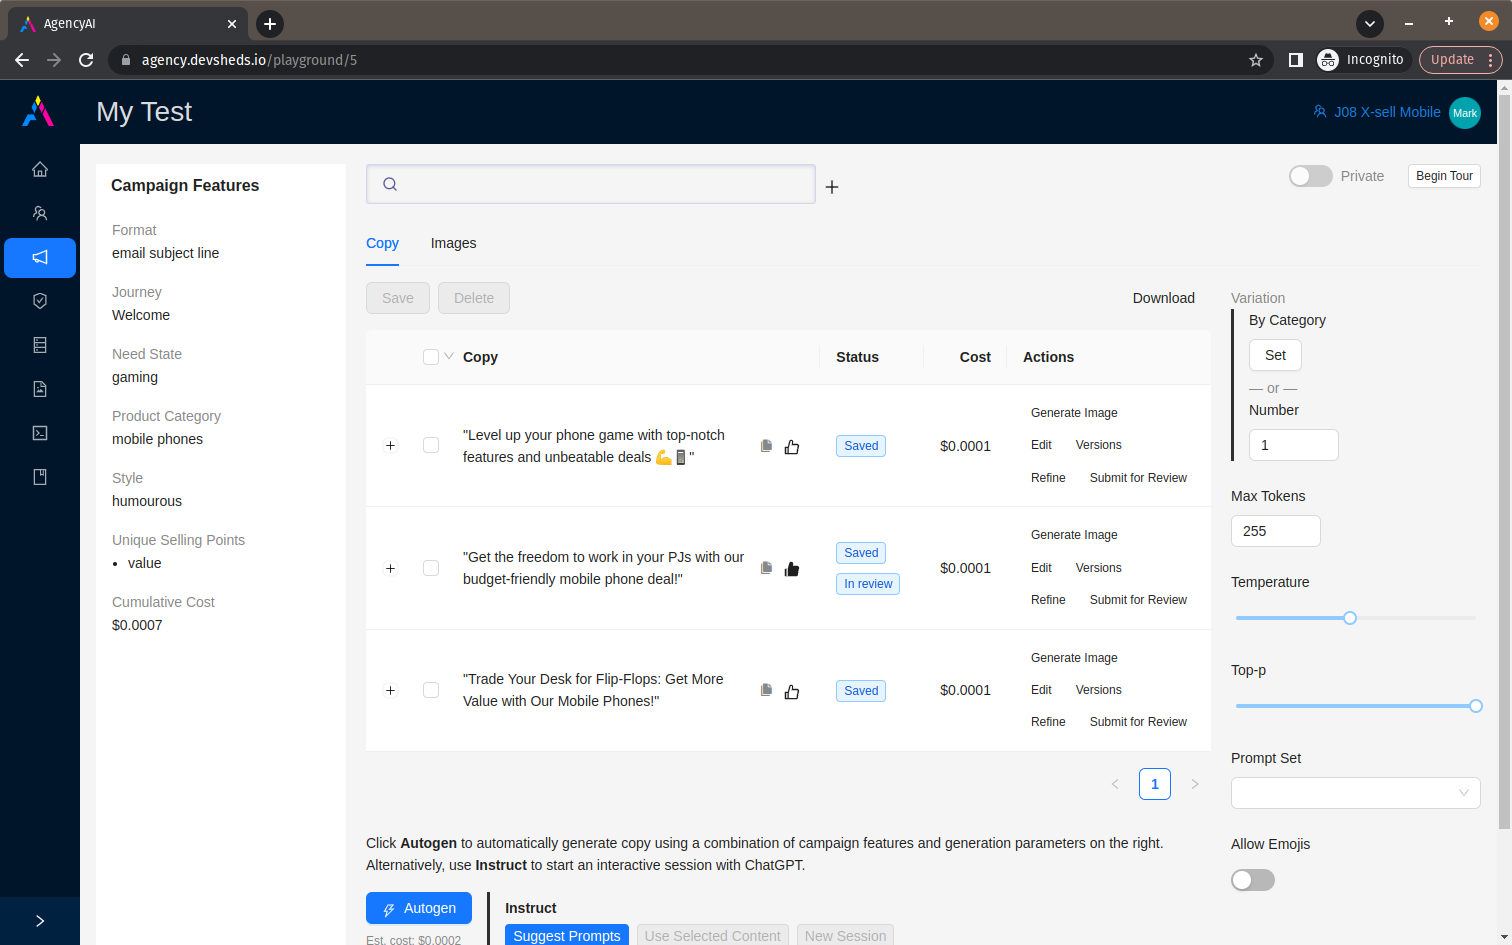 AgencyAI
agency.devsheds.io/playground/5
Incognito
Update
My Test
J08 X-sell Mobile
Mark
Campaign Features
Format
email subject line
Journey
Welcome
Need State
gaming
Product Category
mobile phones
Style
humourous
Unique Selling Points
• value
Cumulative Cost
$0.0007
Private
Begin Tour
Copy Images
Save Delete Download
Copy Status Cost Actions
"Level up your phone game with top-notch
features and unbeatable deals 💪📱"
Saved
$0.0001
Generate Image
Edit Versions
Refine Submit for Review
"Get the freedom to work in your PJs with our
budget-friendly mobile phone deal!"
Saved
In review
$0.0001
Generate Image
Edit Versions
Refine Submit for Review
"Trade Your Desk for Flip-Flops: Get More
Value with Our Mobile Phones!"
Saved
$0.0001
Generate Image
Edit Versions
Refine Submit for Review
< 1 >
Click Autogen to automatically generate copy using a combination of campaign features and generation parameters on the right.
Alternatively, use Instruct to start an interactive session with ChatGPT.
Autogen
Est. cost: $0.0002
Instruct
Suggest Prompts Use Selected Content New Session
Variation
By Category
Set
— or —
Number
1
Max Tokens
255
Temperature
Top-p
Prompt Set
Allow Emojis